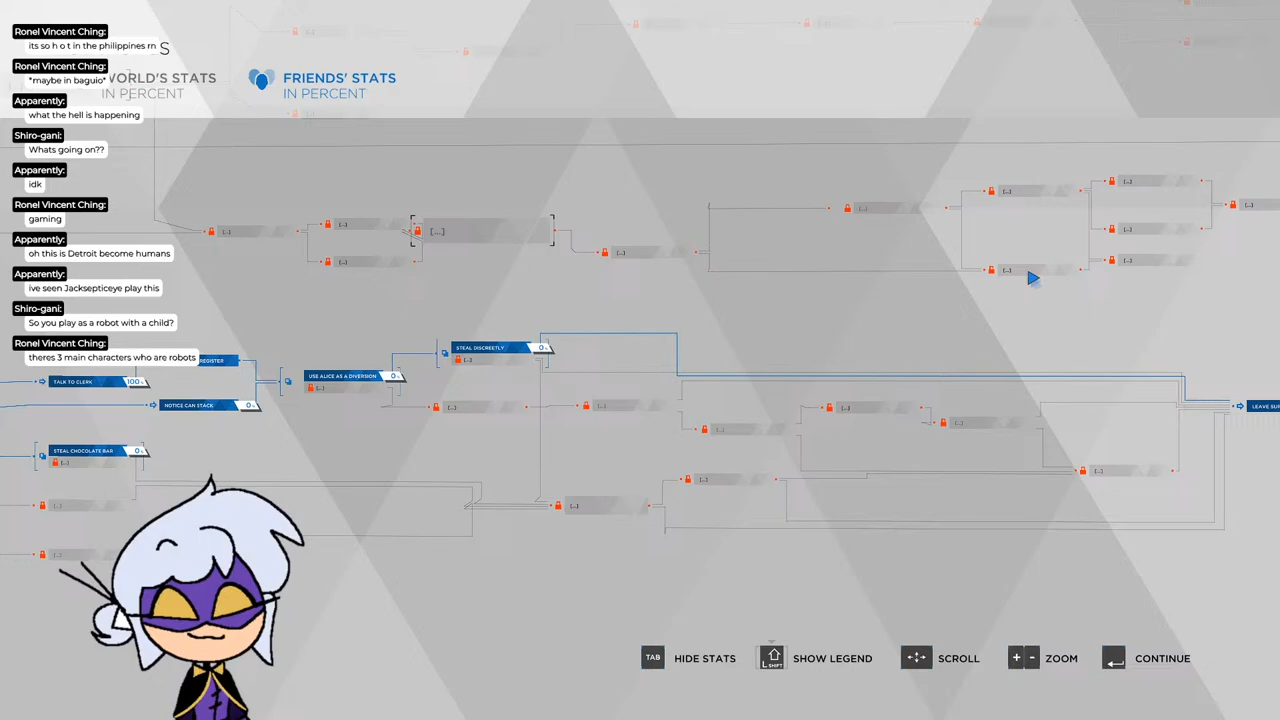 Ronel Vincent Ching:
its so h o t in the philippines rn
S
Ronel Vincent Ching:
*maybe in baguio*
WORLD'S STATS
IN PERCENT
FRIENDS' STATS
IN PERCENT
Apparently:
what the hell is happening
Shiro-gani:
Whats going on??
Apparently:
idk
Ronel Vincent Ching:
gaming
Apparently:
oh this is Detroit become humans
Apparently:
ive seen Jacksepticeye play this
Shiro-gani:
So you play as a robot with a child?
Ronel Vincent Ching:
theres 3 main characters who are robots
[...]
[...]
[...]
[...]
[...]
[...]
[...]
[...]
[...]
[...]
[...]
[...]
REGISTER
TALK TO CLERK 100%
NOTICE CAN STACK 0%
USE ALICE AS A DIVERSION 0%
[...]
STEAL DISCREETLY 0%
[...]
[...]
[...]
[...]
[...]
[...]
[...]
LEAVE SU
STEAL CHOCOLATE BAR 0%
[...]
[...]
[...]
[...]
[...]
TAB HIDE STATS
L SHIFT SHOW LEGEND
SCROLL
+ - ZOOM
CONTINUE